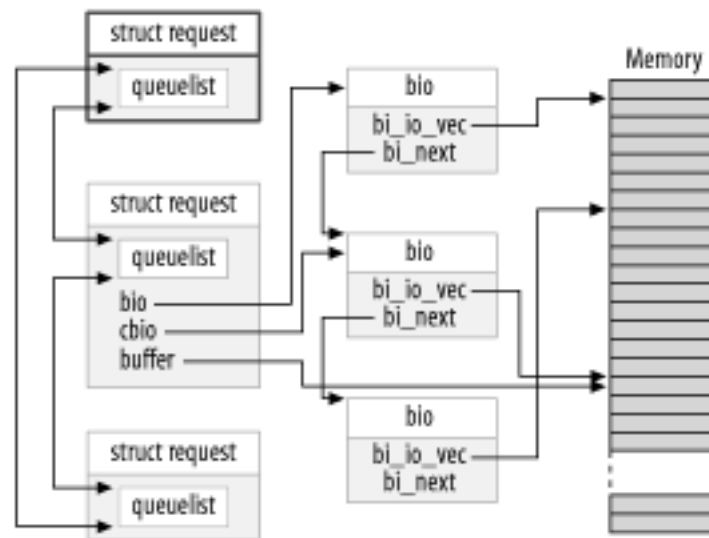 struct request
queuelist
struct request
queuelist
bio
cbio
buffer
struct request
queuelist
bio
bi_io_vec
bi_next
bio
bi_io_vec
bi_next
bio
bi_io_vec
bi_next
Memory